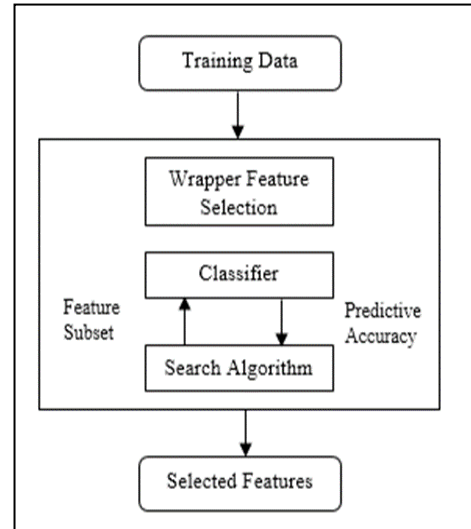 Training Data
Wrapper Feature
Selection
Classifier
Feature
Subset
Predictive
Accuracy
Search Algorithm
Selected Features